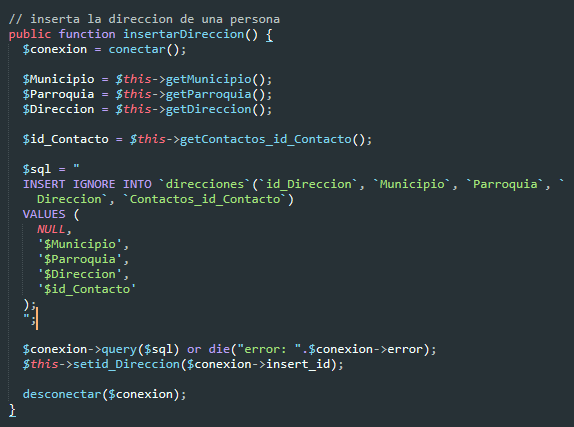 // inserta la direccion de una persona
public function insertarDireccion() {
$conexion = conectar();
$Municipio = $this->getMunicipio();
$Parroquia = $this->getParroquia();
$Direccion = $this->getDireccion();
$id_Contacto = $this->getContactos_id_Contacto();
$sql = "
INSERT IGNORE INTO `direcciones`(`id_Direccion`, `Municipio`, `Parroquia`, `
Direccion`, `Contactos_id_Contacto`)
VALUES (
NULL,
'$Municipio',
'$Parroquia',
'$Direccion',
'$id_Contacto'
);
";
$conexion->query($sql) or die("error: ".$conexion->error);
$this->setid_Direccion($conexion->insert_id);
desconectar($conexion);
}